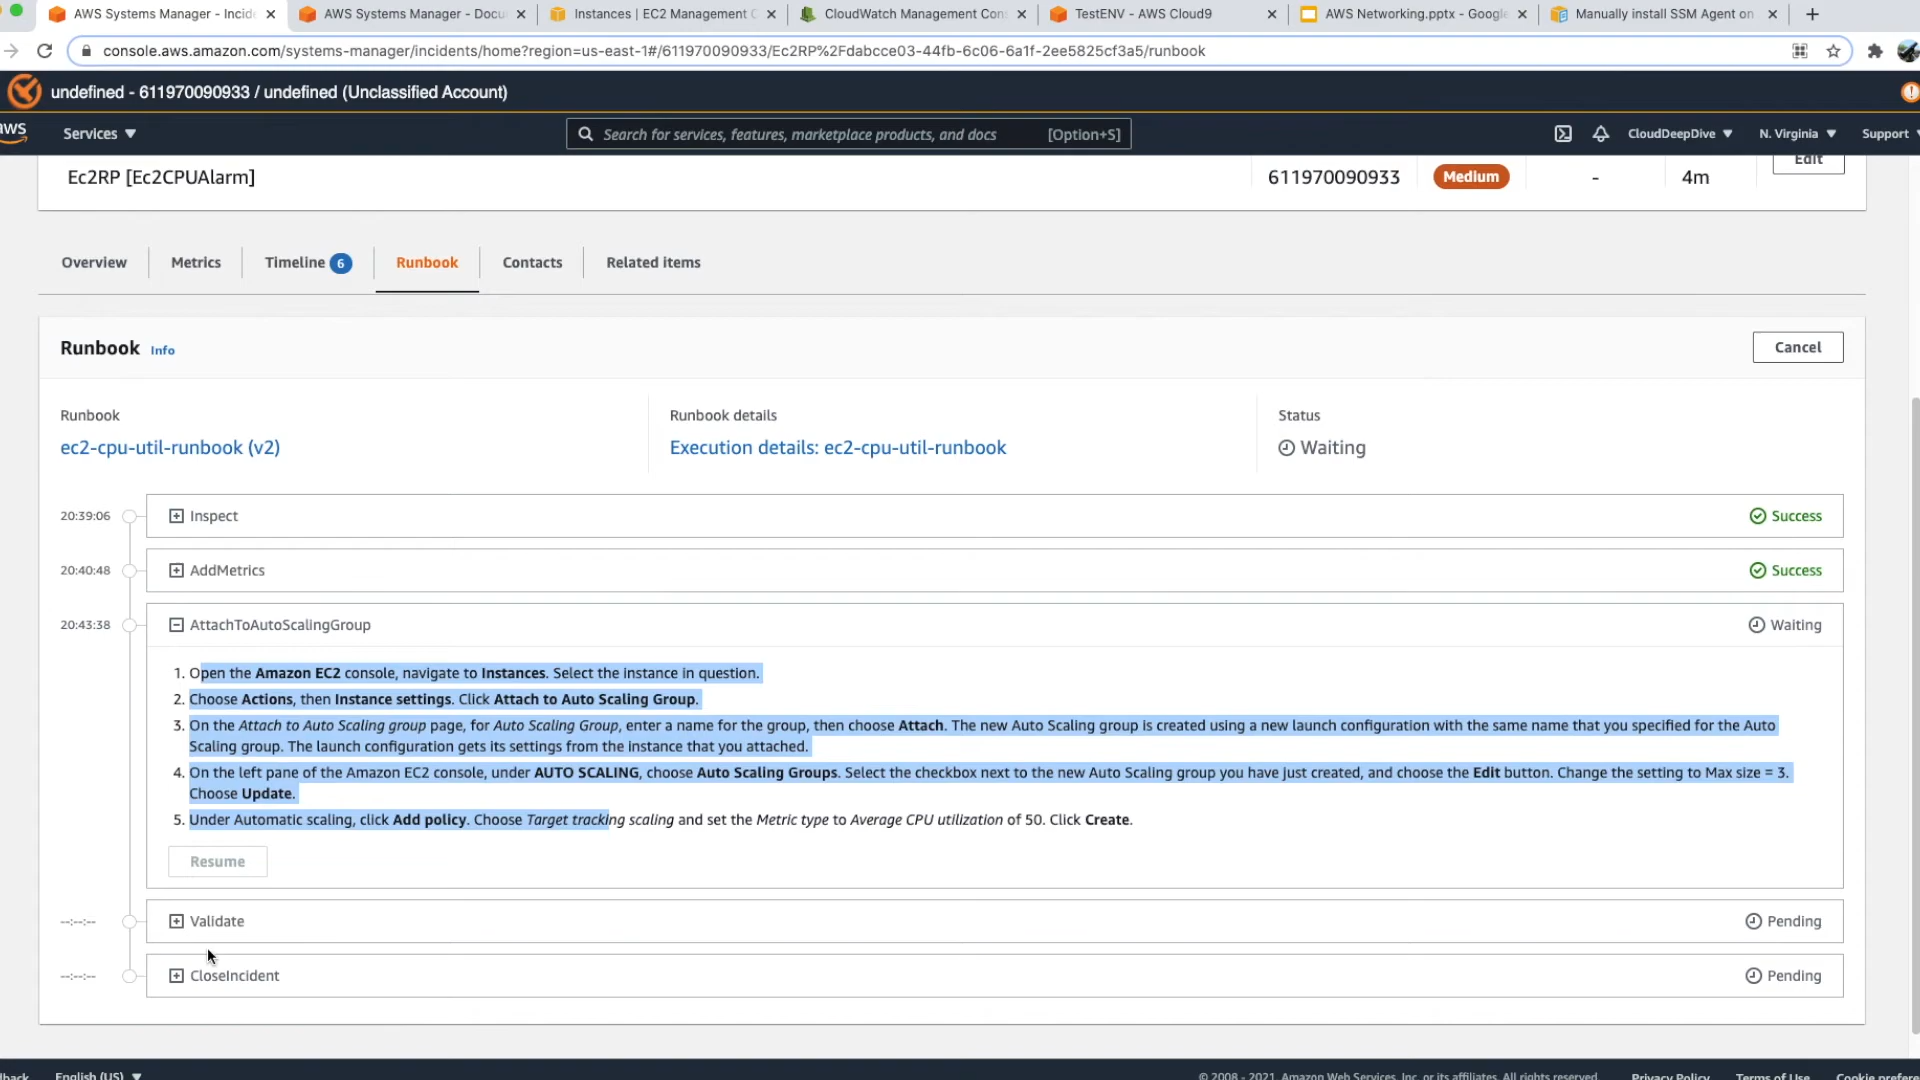 AWS Systems Manager - Incide
AWS Systems Manager - Docu
Instances | EC2 Management C
CloudWatch Management Con
TestENV - AWS Cloud9
AWS Networking.pptx - Google
Manually install SSM Agent on
console.aws.amazon.com/systems-manager/incidents/home?region=us-east-1#/611970090933/Ec2RP%2Fdabcce03-44fb-6c06-6a1f-2ee5825cf3a5/runbook
undefined - 611970090933 / undefined (Unclassified Account)
aws
Services
Search for services, features, marketplace products, and docs
[Option+S]
CloudDeepDive
N. Virginia
Support
Ec2RP [Ec2CPUAlarm]
611970090933
Medium
-
4m
Edit
Overview
Metrics
Timeline 6
Runbook
Contacts
Related items
Runbook Info
Cancel
Runbook
Runbook details
Status
ec2-cpu-util-runbook (v2)
Execution details: ec2-cpu-util-runbook
Waiting
20:39:06
Inspect
Success
20:40:48
AddMetrics
Success
20:43:38
AttachToAutoScalingGroup
Waiting
1. Open the Amazon EC2 console, navigate to Instances. Select the instance in question.
2. Choose Actions, then Instance settings. Click Attach to Auto Scaling Group.
3. On the Attach to Auto Scaling group page, for Auto Scaling Group, enter a name for the group, then choose Attach. The new Auto Scaling group is created using a new launch configuration with the same name that you specified for the Auto
Scaling group. The launch configuration gets its settings from the instance that you attached.
4. On the left pane of the Amazon EC2 console, under AUTO SCALING, choose Auto Scaling Groups. Select the checkbox next to the new Auto Scaling group you have just created, and choose the Edit button. Change the setting to Max size = 3.
Choose Update.
5. Under Automatic scaling, click Add policy. Choose Target tracking scaling and set the Metric type to Average CPU utilization of 50. Click Create.
Resume
--:--:--
Validate
Pending
--:--:--
CloseIncident
Pending
dback
English (US)
© 2008 - 2021, Amazon Web Services, Inc. or its affiliates. All rights reserved.
Privacy Policy
Terms of Use
Cookie prefere